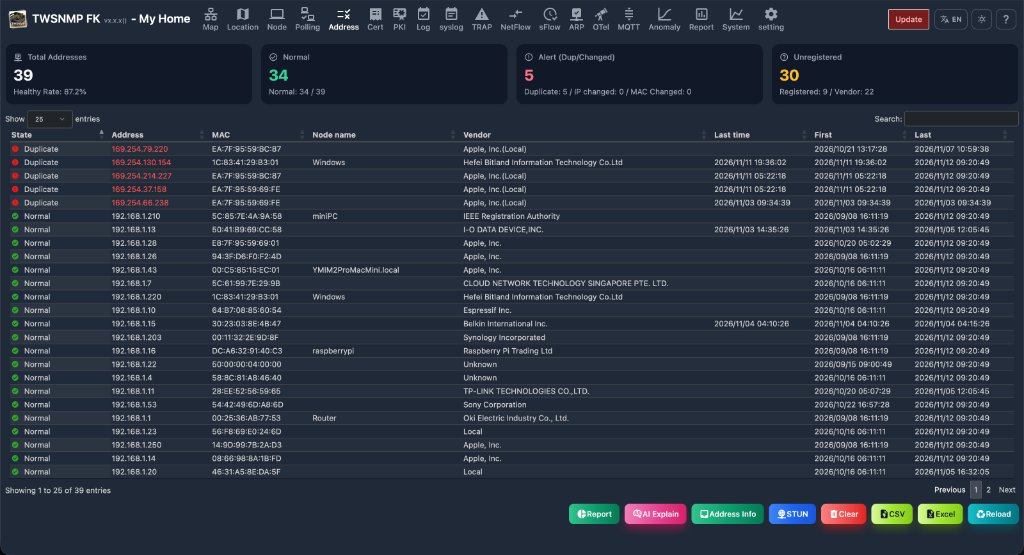 TWSNMP FK vx.x.x() - My Home
Map Location Node Polling Address Cert PKI Log syslog TRAP NetFlow sFlow ARP OTel MQTT Anomaly Report System setting
Update EN ?
Total Addresses
39
Healthy Rate: 87.2%
Normal
34
Normal: 34 / 39
Alert (Dup/Changed)
5
Duplicate: 5 / IP changed: 0 / MAC Changed: 0
Unregistered
30
Registered: 9 / Vendor: 22
Show 25 entries Search:
State Address MAC Node name Vendor Last time First Last
Duplicate 169.254.79.220 EA:7F:95:59:BC:87 Apple, Inc.(Local) 2026/10/21 13:17:28 2026/11/07 10:59:38
Duplicate 169.254.130.154 1C:83:41:29:B3:01 Windows Hefei Bitland Information Technology Co.Ltd 2026/11/11 19:36:02 2026/11/11 19:36:02 2026/11/12 09:20:49
Duplicate 169.254.214.227 EA:7F:95:59:BC:87 Apple, Inc.(Local) 2026/11/11 05:22:18 2026/11/11 05:22:18 2026/11/12 09:20:49
Duplicate 169.254.37.158 EA:7F:95:59:69:FE Apple, Inc.(Local) 2026/11/11 05:22:18 2026/11/11 05:22:18 2026/11/12 09:20:49
Duplicate 169.254.66.238 EA:7F:95:59:69:FE Apple, Inc.(Local) 2026/11/03 09:34:39 2026/11/03 09:34:39 2026/11/03 09:34:39
Normal 192.168.1.210 5C:85:7E:4A:9A:58 miniPC IEEE Registration Authority 2026/09/08 16:11:19 2026/11/12 09:20:49
Normal 192.168.1.13 50:41:B9:69:CC:58 I-O DATA DEVICE,INC. 2026/11/03 14:35:26 2026/11/03 14:35:26 2026/11/05 12:05:45
Normal 192.168.1.28 E8:7F:95:59:69:01 Apple, Inc. 2026/10/20 05:02:29 2026/11/12 09:20:49
Normal 192.168.1.26 94:3F:D6:F0:F2:4D Apple, Inc. 2026/09/08 16:11:19 2026/11/12 09:20:49
Normal 192.168.1.43 00:C5:85:15:EC:01 YMIM2ProMacMini.local Apple, Inc. 2026/10/16 06:11:11 2026/11/12 09:20:49
Normal 192.168.1.7 5C:61:99:7E:29:9B CLOUD NETWORK TECHNOLOGY SINGAPORE PTE. LTD. 2026/10/16 06:11:11 2026/11/12 09:20:49
Normal 192.168.1.220 1C:83:41:29:B3:01 Windows Hefei Bitland Information Technology Co.Ltd 2026/09/08 16:11:19 2026/11/12 09:20:49
Normal 192.168.1.10 64:B7:08:85:60:54 Espressif Inc. 2026/10/16 06:11:11 2026/11/12 09:20:49
Normal 192.168.1.15 30:23:03:8E:4B:47 Belkin International Inc. 2026/11/04 04:10:26 2026/11/04 04:10:26 2026/11/04 04:15:26
Normal 192.168.1.203 00:11:32:2E:9D:8F Synology Incorporated 2026/09/08 16:11:19 2026/11/12 09:20:49
Normal 192.168.1.16 DC:A6:32:91:40:C3 raspberrypi Raspberry Pi Trading Ltd 2026/09/08 16:11:19 2026/11/12 09:20:49
Normal 192.168.1.22 50:00:00:04:00:00 Unknown 2026/09/15 09:00:49 2026/11/12 09:20:49
Normal 192.168.1.4 58:8C:81:A8:46:40 Unknown 2026/10/16 06:11:11 2026/11/12 09:20:49
Normal 192.168.1.11 28:EE:52:56:59:65 TP-LINK TECHNOLOGIES CO.,LTD. 2026/10/20 05:07:29 2026/11/05 12:05:45
Normal 192.168.1.53 54:42:49:6D:A8:6D Sony Corporation 2026/10/22 16:57:28 2026/11/12 09:20:49
Normal 192.168.1.1 00:25:36:AB:77:53 Router Oki Electric Industry Co., Ltd. 2026/09/08 16:11:19 2026/11/12 09:20:49
Normal 192.168.1.23 56:F8:69:E0:24:6D Local 2026/10/16 06:11:11 2026/11/12 09:20:49
Normal 192.168.1.250 14:9D:99:7B:2A:D3 Apple, Inc. 2026/09/08 16:11:19 2026/11/12 09:20:49
Normal 192.168.1.14 08:66:98:8A:1B:FD Apple, Inc. 2026/10/16 06:11:11 2026/11/12 09:20:49
Normal 192.168.1.20 46:31:A5:8E:DA:5F Local 2026/10/16 06:11:11 2026/11/05 16:32:05
Showing 1 to 25 of 39 entries Previous 1 2 Next
Report AI Explain Address Info STUN Clear CSV Excel Reload